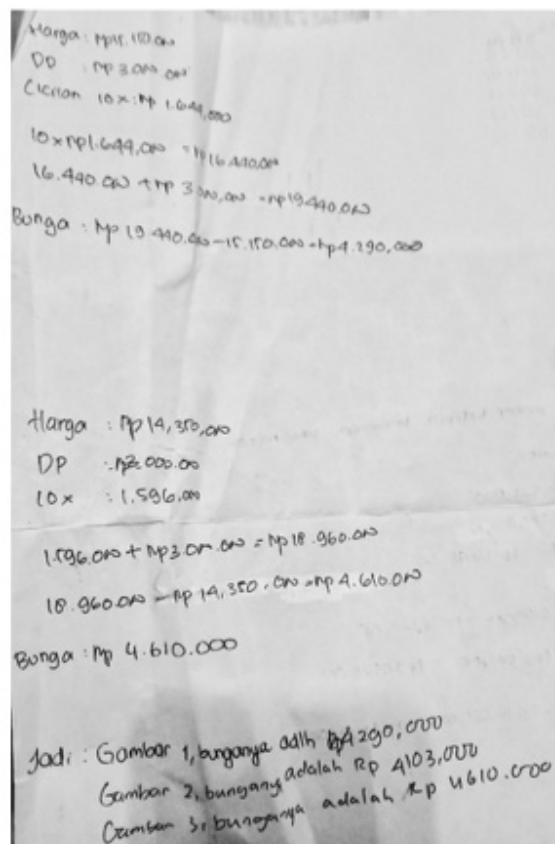 Harga : Rp15.150.000
DD : Rp 3.000.000
Cicilan 10x : Rp 1.644,000
10 x Rp1.644,000 = Rp16.440,000
16.440.000 + Rp 3.000,000 = Rp19.440.000
Bunga : Rp 19.440.000 - 15.150.000 = Rp4.290,000
Harga : Rp14,350,000
DP : 000.00
10 x : 1.596.000
1.596.000 + Rp3.000.000 = Rp18.960.000
18.960.000 - Rp 14,350.000 = Rp 4.610.000
Bunga : Rp 4.610.000
Jadi : Gambar 1, bunganya adlh Rp4290,000
Gambar 2, bunganya adalah Rp 4103,000
Gambar 3, bunganya adalah Rp 4610.000